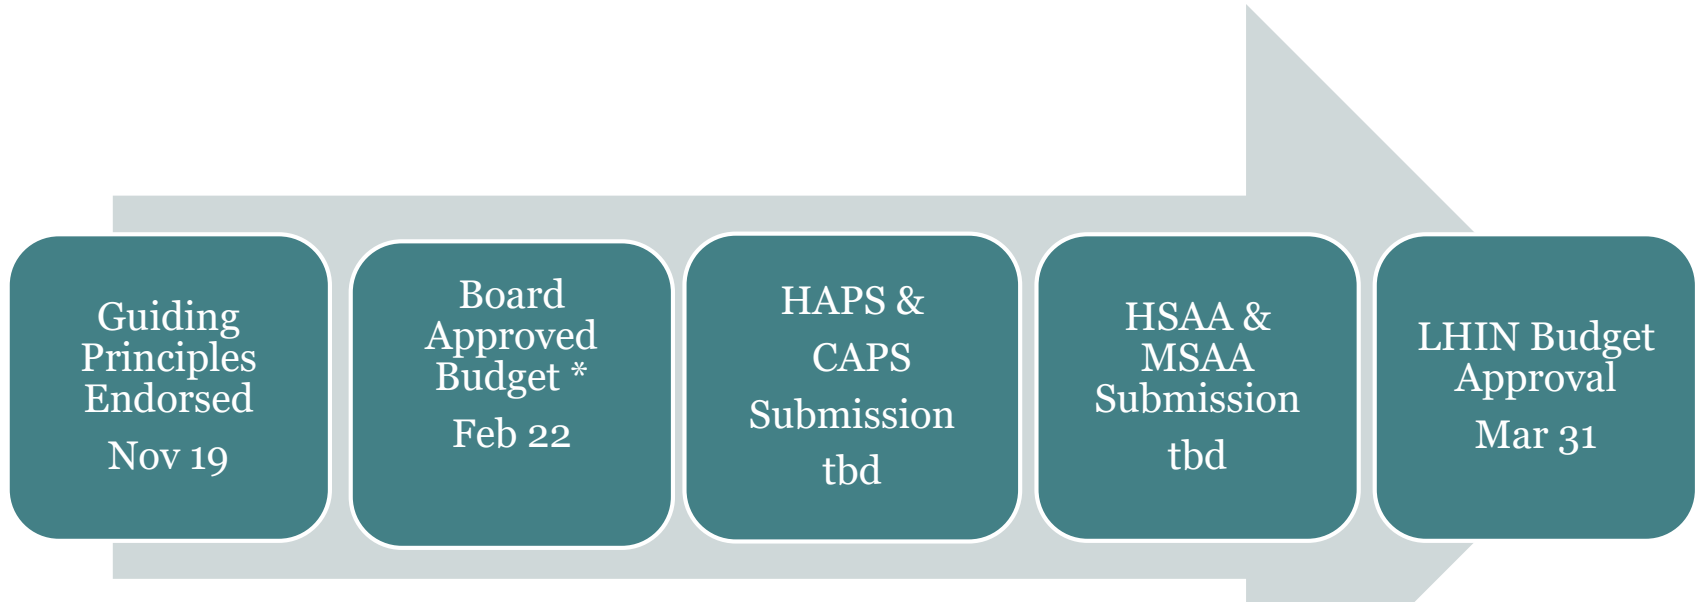 Guiding
Principles
Endorsed
Nov 19
Board
Approved
Budget *
Feb 22
HAPS &
CAPS
Submission
tbd
HSAA &
MSAA
Submission
tbd
LHIN Budget
Approval
Mar 31